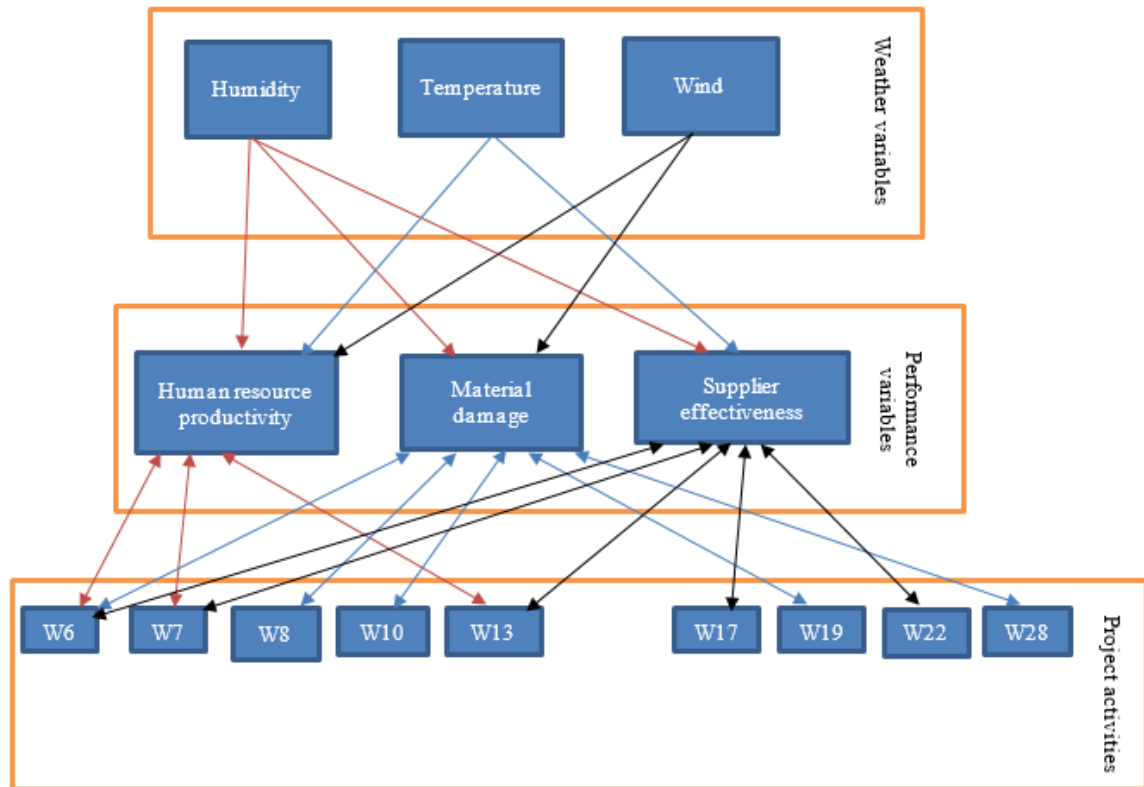 Humidity
Temperature
Wind
Weather variables
Human resource
productivity
Material
damage
Supplier
effectiveness
Performance
variables
W6
W7
W8
W10
W13
W17
W19
W22
W28
Project activities